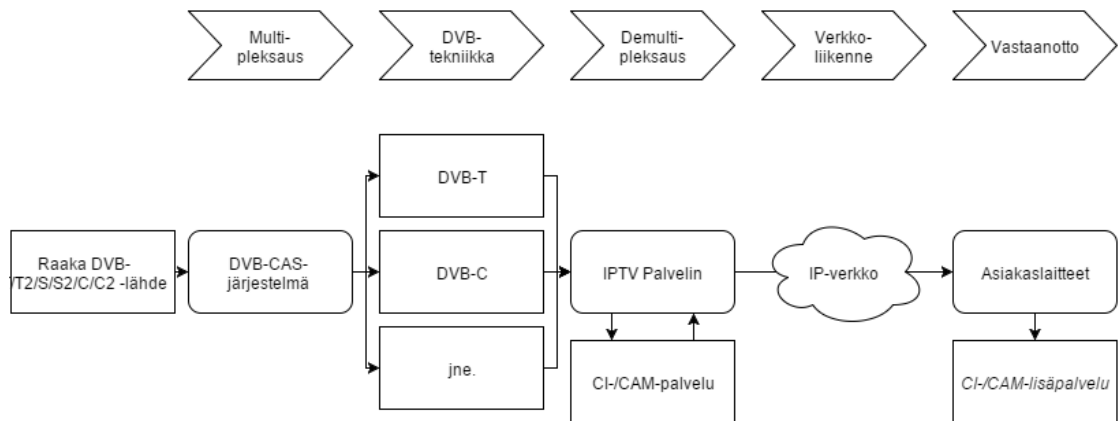 Multi-
pleksaus
DVB-
tekniikka
Demulti-
pleksaus
Verkko-
liikenne
Vastaanotto
DVB-T
Raaka DVB-
/T2/S/S2/C/C2 -lähde
DVB-CAS-
järjestelmä
DVB-C
IPTV Palvelin
IP-verkko
Asiakaslaitteet
jne.
CI-/CAM-palvelu
CI-/CAM-lisäpalvelu